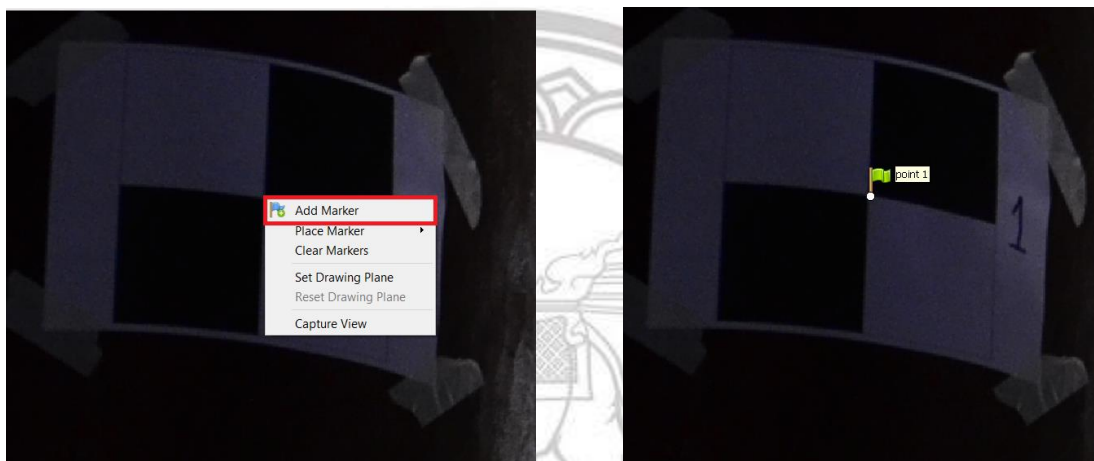 Add Marker
Place Marker
Clear Markers
Set Drawing Plane
Reset Drawing Plane
Capture View
point 1
1